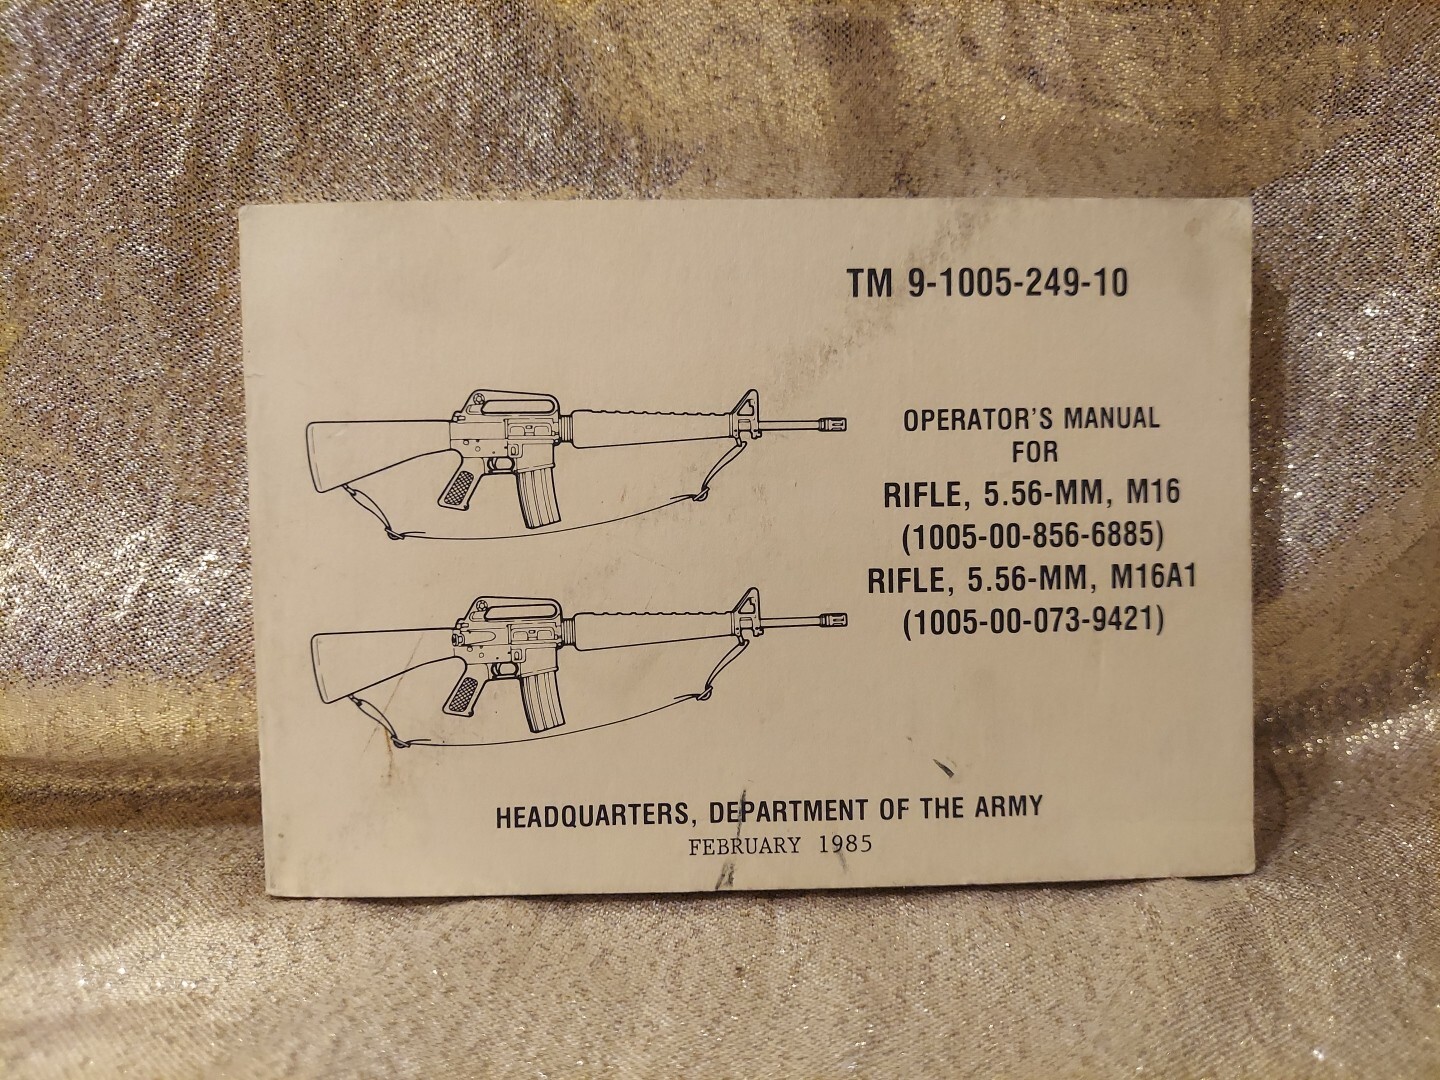 TM 9-1005-249-10
OPERATOR'S MANUAL
FOR
RIFLE, 5.56-MM, M16
(1005-00-856-6885)
RIFLE, 5.56-MM, M16A1
(1005-00-073-9421)
HEADQUARTERS, DEPARTMENT OF THE ARMY
FEBRUARY 1985